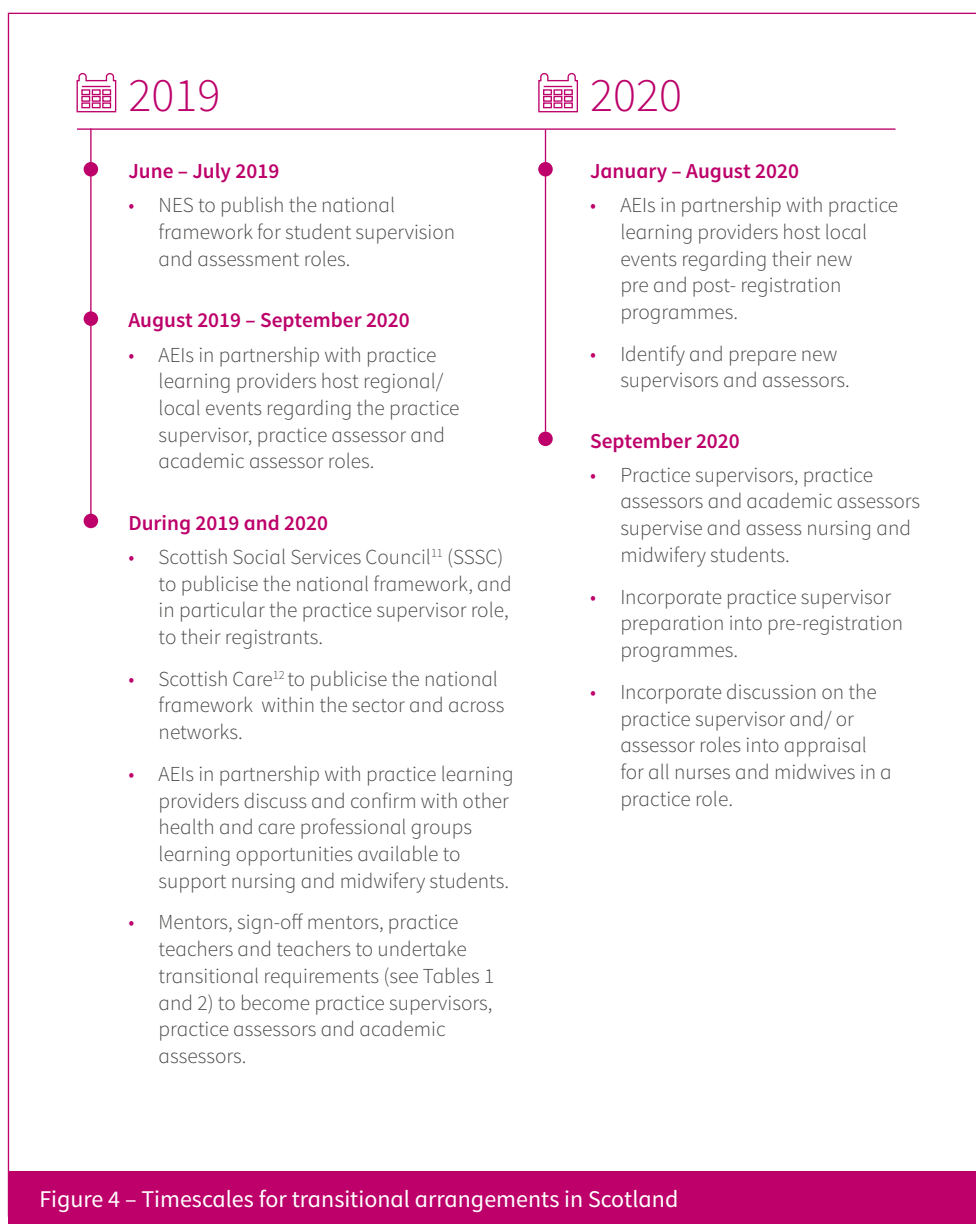 2019
June – July 2019
• NES to publish the national
framework for student supervision
and assessment roles.
August 2019 – September 2020
• AEIs in partnership with practice
learning providers host regional/
local events regarding the practice
supervisor, practice assessor and
academic assessor roles.
During 2019 and 2020
• Scottish Social Services Council¹¹ (SSSC)
to publicise the national framework, and
in particular the practice supervisor role,
to their registrants.
• Scottish Care¹² to publicise the national
framework within the sector and across
networks.
• AEIs in partnership with practice learning
providers discuss and confirm with other
health and care professional groups
learning opportunities available to
support nursing and midwifery students.
• Mentors, sign-off mentors, practice
teachers and teachers to undertake
transitional requirements (see Tables 1
and 2) to become practice supervisors,
practice assessors and academic
assessors.
2020
January – August 2020
• AEIs in partnership with practice
learning providers host local
events regarding their new
pre and post- registration
programmes.
• Identify and prepare new
supervisors and assessors.
September 2020
• Practice supervisors, practice
assessors and academic assessors
supervise and assess nursing and
midwifery students.
• Incorporate practice supervisor
preparation into pre-registration
programmes.
• Incorporate discussion on the
practice supervisor and/ or
assessor roles into appraisal
for all nurses and midwives in a
practice role.
Figure 4 – Timescales for transitional arrangements in Scotland